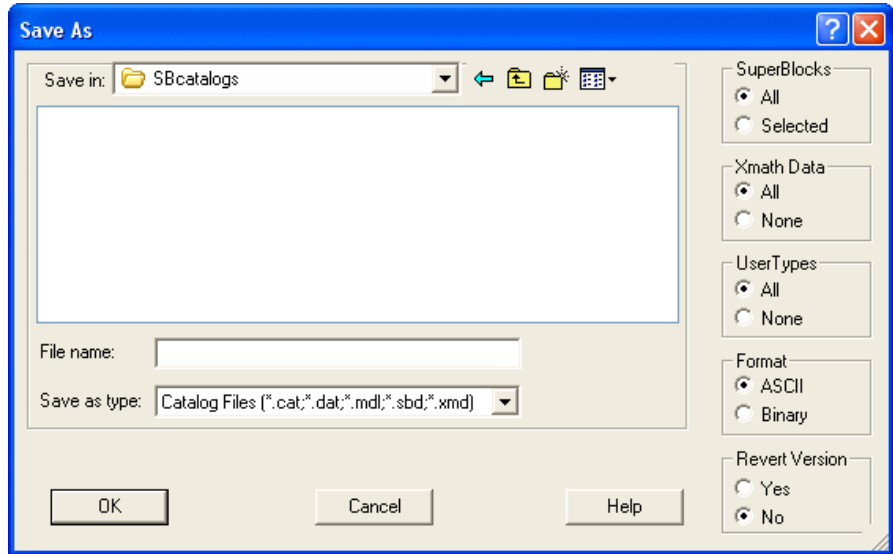 Save As
Save in: SBcatalogs
File name:
Save as type: Catalog Files (*.cat;*.dat;*.mdl;*.sbd;*.xmd)
OK Cancel Help
SuperBlocks
All
Selected
Xmath Data
All
None
UserTypes
All
None
Format
ASCII
Binary
Revert Version
Yes
No